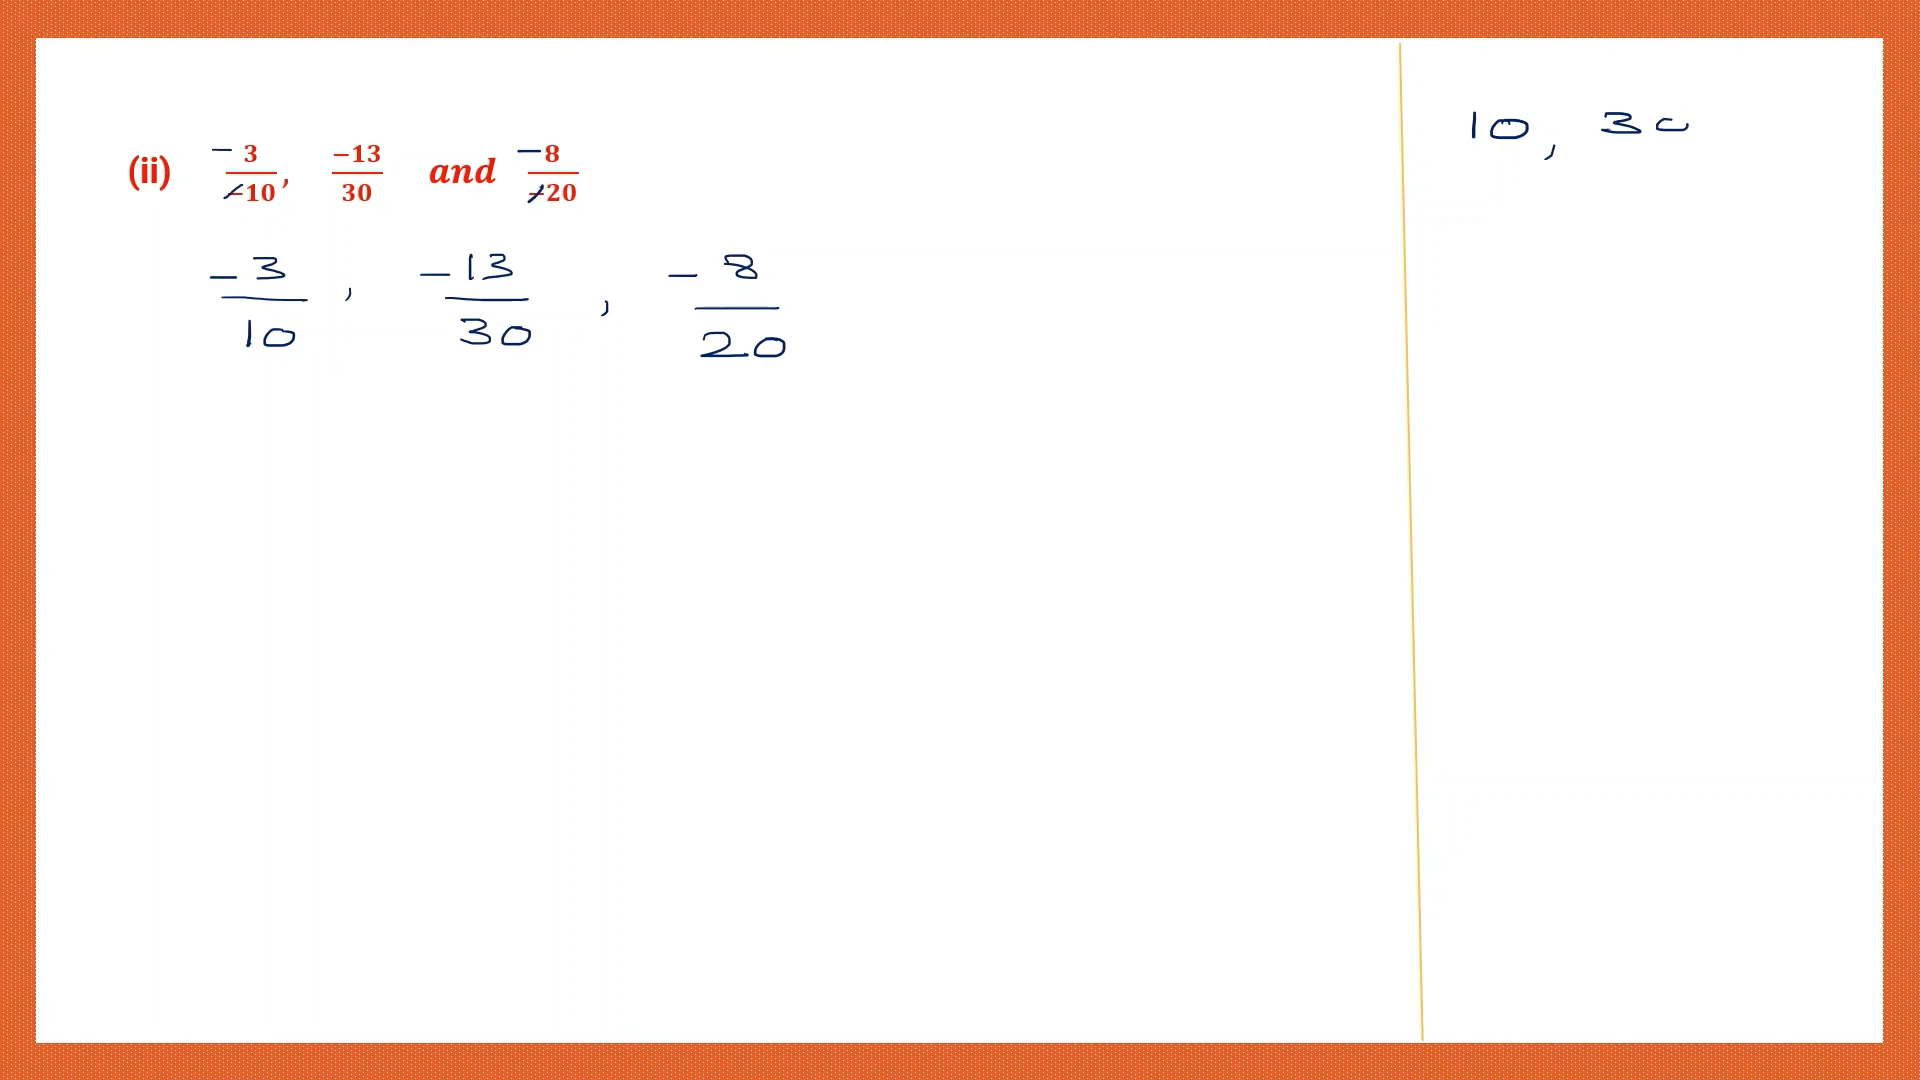 (ii) -3/-10, -13/30 and -8/-20
-3/10 , -13/30 , -8/20
10, 30